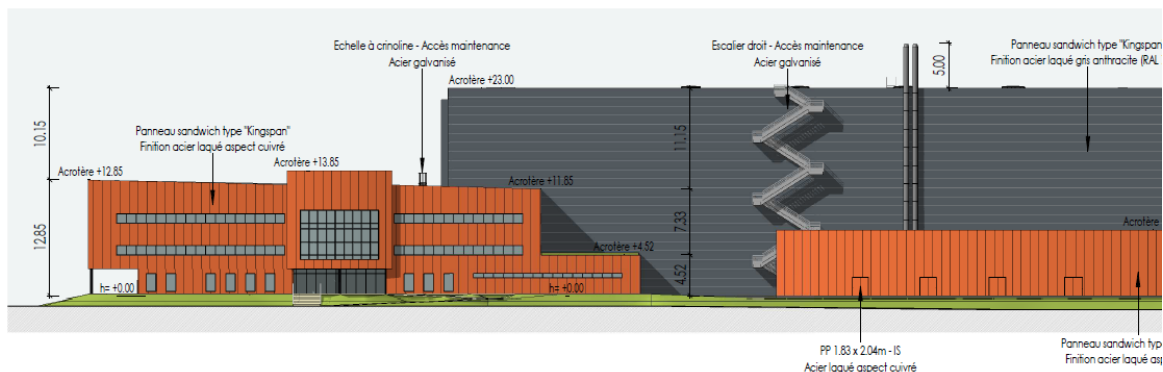 Echelle à crinoline - Accès maintenance
Acier galvanisé
Escalier droit - Accès maintenance
Acier galvanisé
5.00
Panneau sandwich type "Kingspan
Finition acier laqué gris anthracite (RAL
Acrotère +23.00
10.15
11.15
Panneau sandwich type "Kingspan"
Finition acier laqué aspect cuivré
Acrotère +12.85
Acrotère +13.85
Acrotère +11.85
12.85
7.33
Acrotère
Acrotère +4.52
4.52
h= +0.00
h= +0.00
PP 1.83 x 2.04m - IS
Acier laqué aspect cuivré
Panneau sandwich typ
Finition acier laqué asp